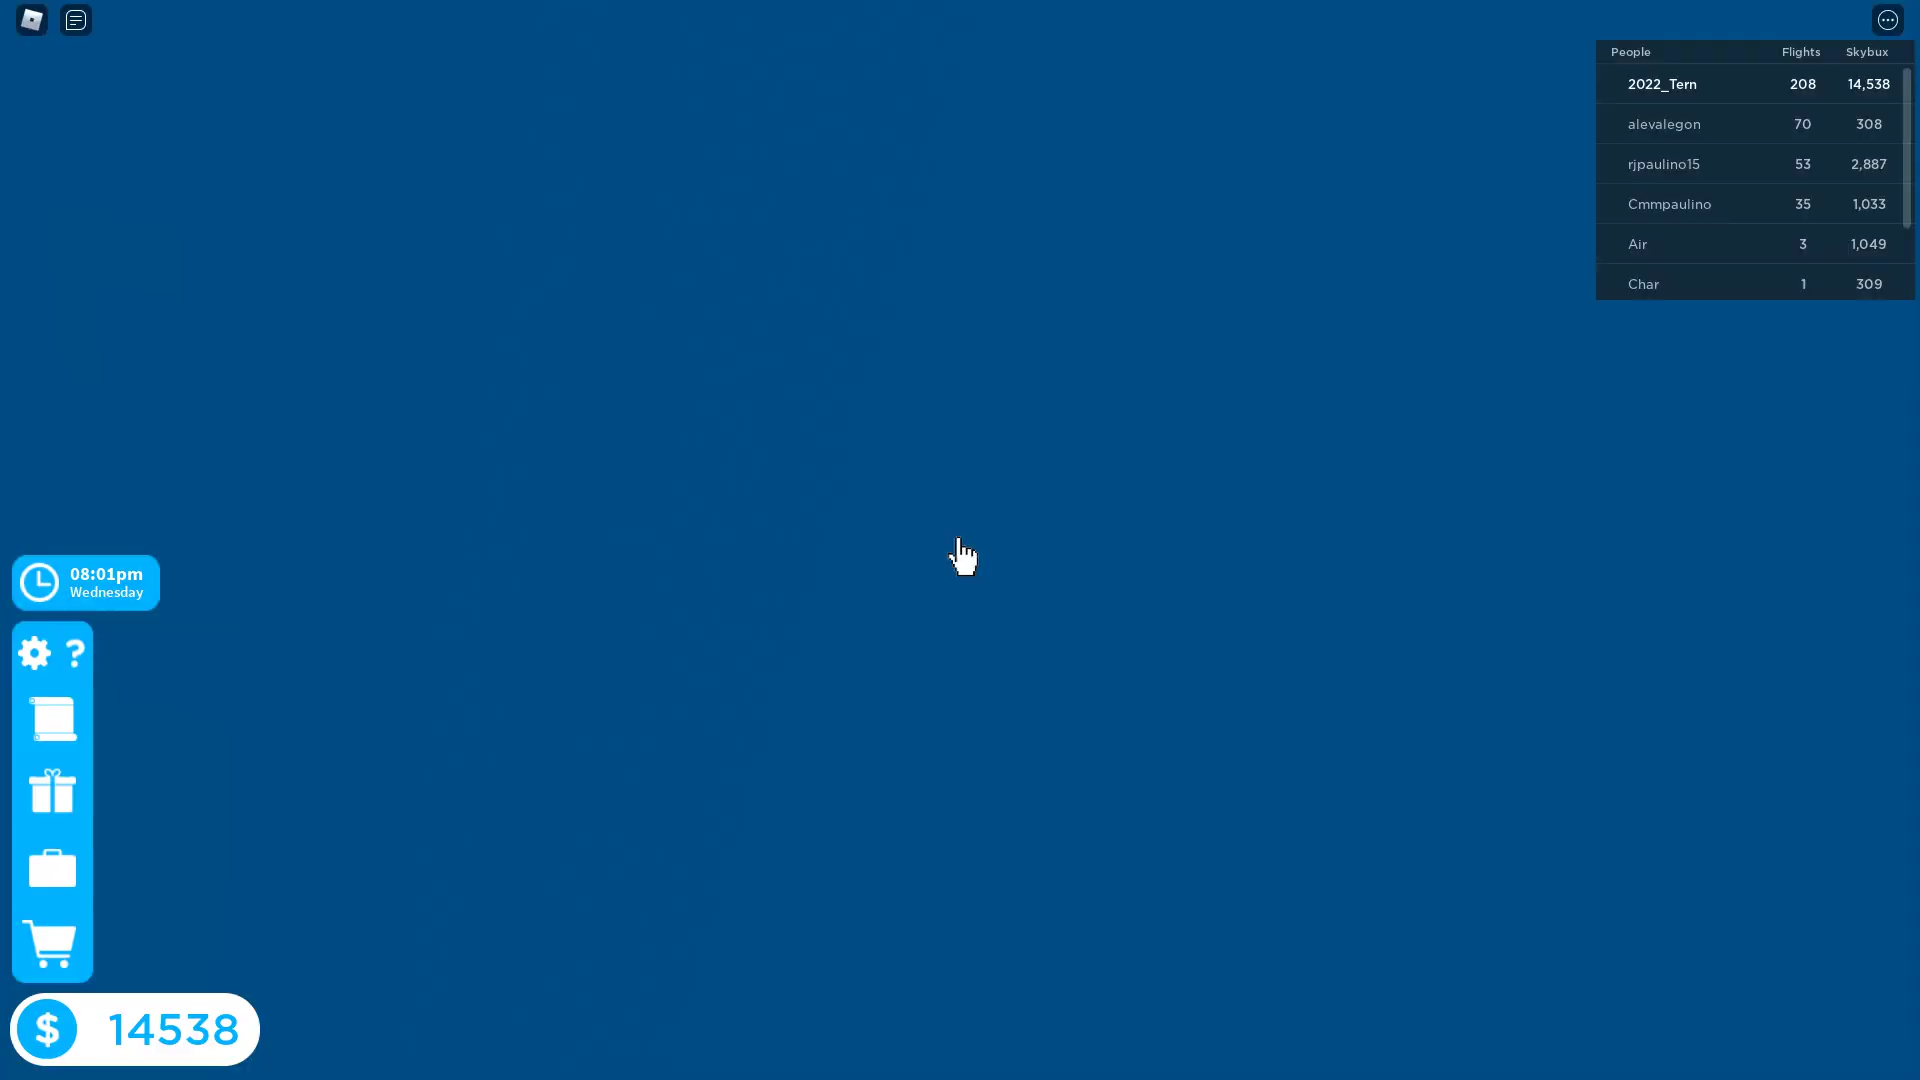 People Flights Skybux
2022_Tern 208 14,538
alevalegon 70 308
rjpaulino15 53 2,887
Cmmpaulino 35 1,033
Air 3 1,049
Char 1 309
08:01pm
Wednesday
?
$ 14538